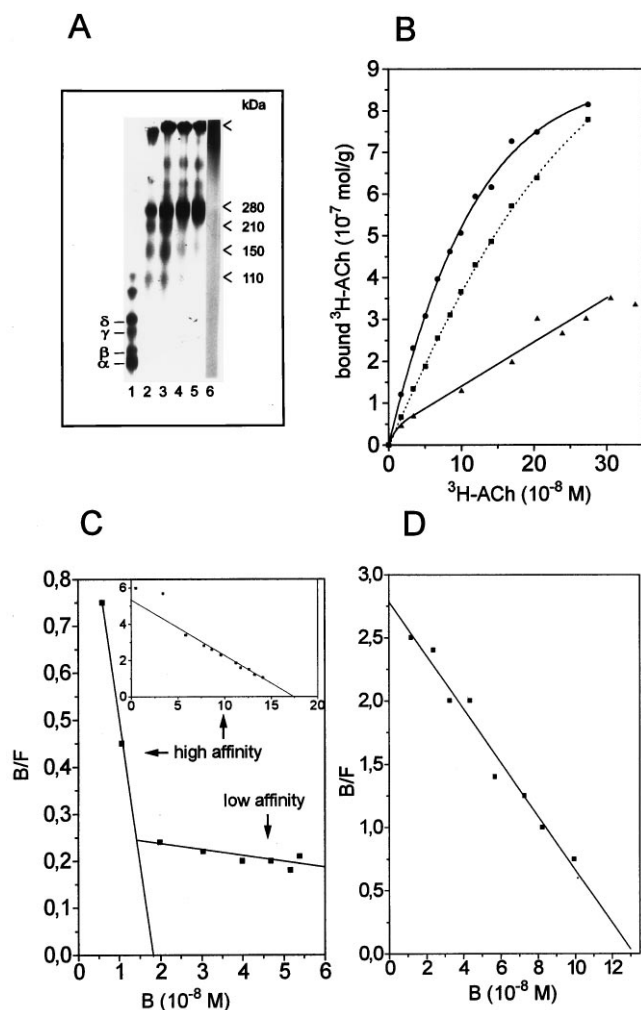 A
kDa
<
< 280
< 210
< 150
< 110
δ
γ
β
α
1 2 3 4 5 6
B
9
8
7
6
5
4
3
2
1
0
0 10 20 30
bound ³H-ACh (10⁻⁷ mol/g)
³H-ACh (10⁻⁸ M)
C
0,8
0,7
0,6
0,5
0,4
0,3
0,2
0,1
0,0
B/F
6
4
2
0
0 5 10 15 20
high affinity
low affinity
0 1 2 3 4 5 6
B (10⁻⁸ M)
D
3,0
2,5
2,0
1,5
1,0
0,5
0,0
B/F
0 2 4 6 8 10 12
B (10⁻⁸ M)